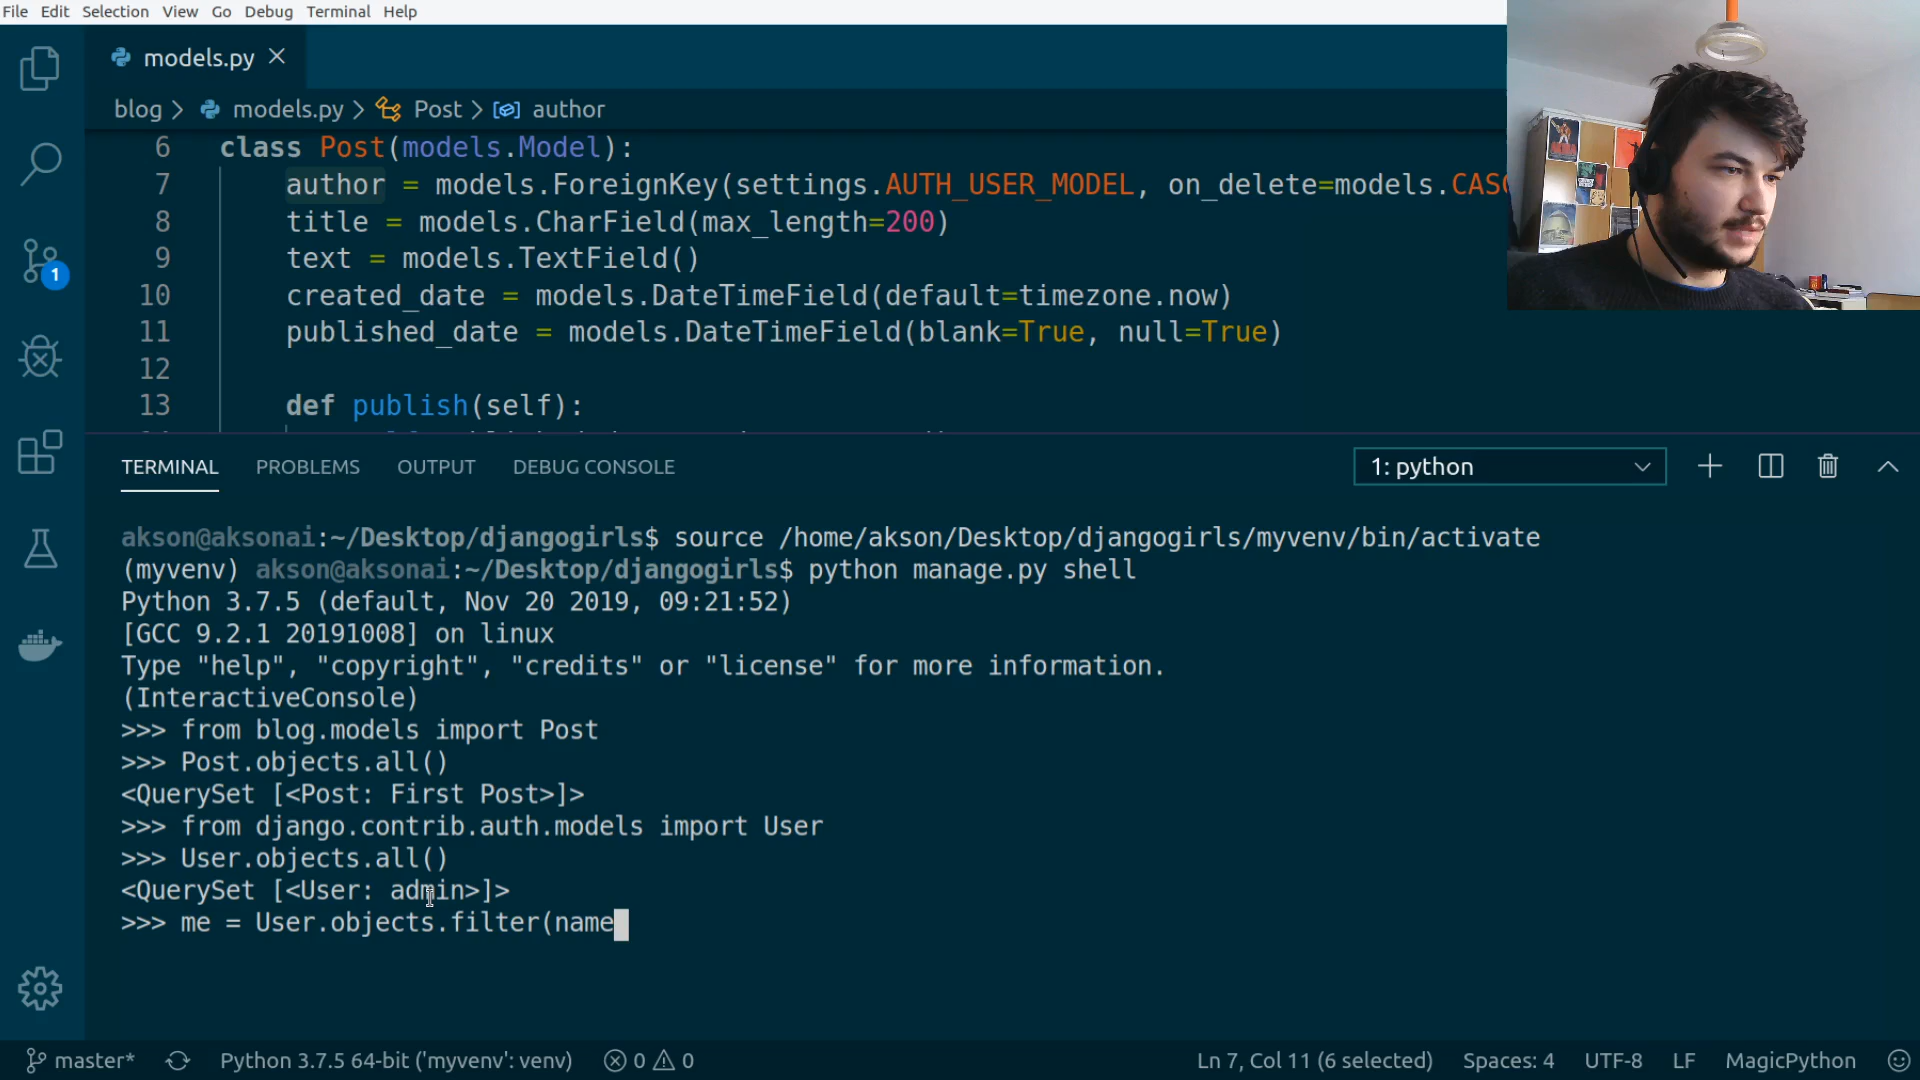 File Edit Selection View Go Debug Terminal Help
models.py
blog > models.py > Post > author
6 class Post(models.Model):
7 author = models.ForeignKey(settings.AUTH_USER_MODEL, on_delete=models.CASC
8 title = models.CharField(max_length=200)
9 text = models.TextField()
10 created_date = models.DateTimeField(default=timezone.now)
11 published_date = models.DateTimeField(blank=True, null=True)
12
13 def publish(self):
TERMINAL PROBLEMS OUTPUT DEBUG CONSOLE 1: python
akson@aksonai:~/Desktop/djangogirls$ source /home/akson/Desktop/djangogirls/myvenv/bin/activate
(myvenv) akson@aksonai:~/Desktop/djangogirls$ python manage.py shell
Python 3.7.5 (default, Nov 20 2019, 09:21:52)
[GCC 9.2.1 20191008] on linux
Type "help", "copyright", "credits" or "license" for more information.
(InteractiveConsole)
>>> from blog.models import Post
>>> Post.objects.all()
<QuerySet [<Post: First Post>]>
>>> from django.contrib.auth.models import User
>>> User.objects.all()
<QuerySet [<User: admin>]>
>>> me = User.objects.filter(name
1
master* Python 3.7.5 64-bit ('myvenv': venv) 0 0 Ln 7, Col 11 (6 selected) Spaces: 4 UTF-8 LF MagicPython